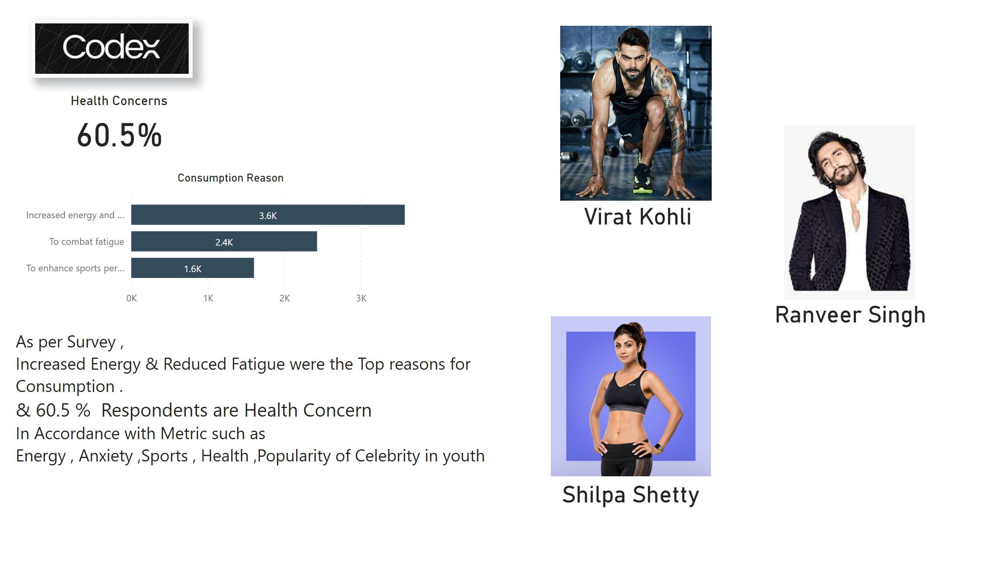 Codex
Health Concerns
60.5%
Consumption Reason
Increased energy and ...
3.6K
To combat fatigue
2.4K
To enhance sports per...
1.6K
0K 1K 2K 3K
As per Survey ,
Increased Energy & Reduced Fatigue were the Top reasons for
Consumption .
& 60.5 %  Respondents are Health Concern
In Accordance with Metric such as
Energy , Anxiety ,Sports , Health ,Popularity of Celebrity in youth
Virat Kohli
Ranveer Singh
Shilpa Shetty